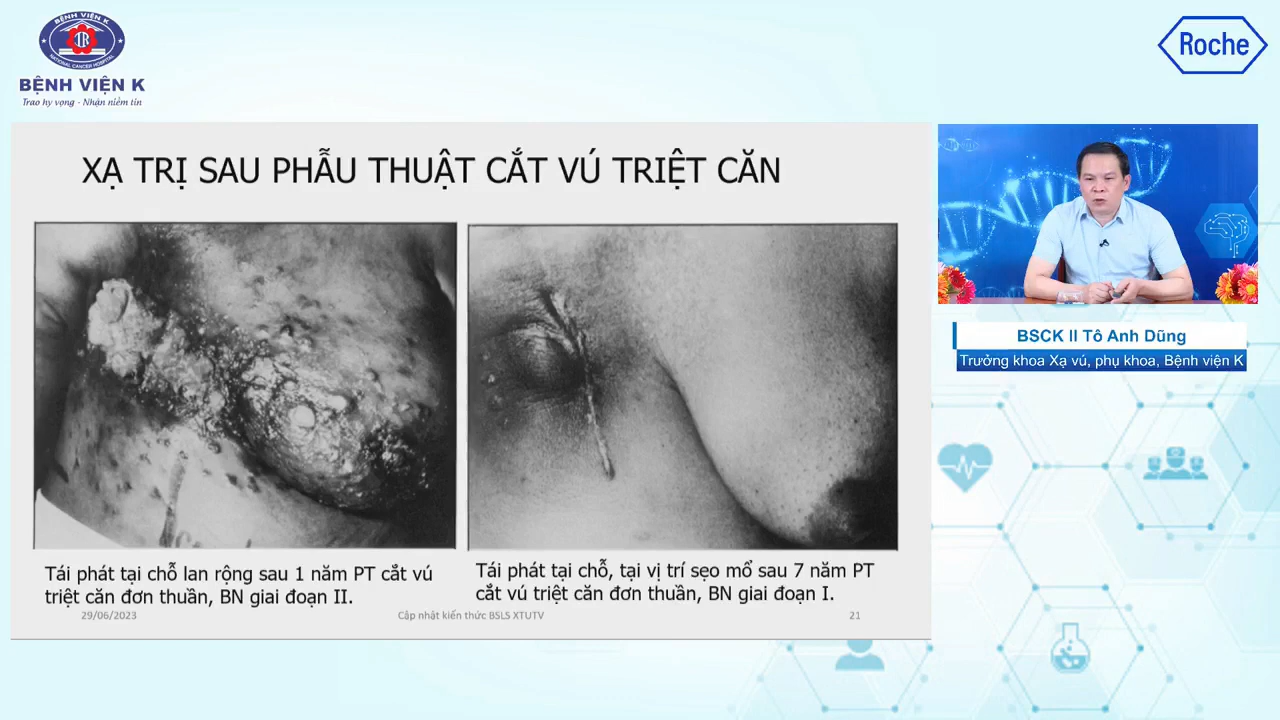 BỆNH VIỆN K
NATIONAL CANCER HOSPITAL
BỆNH VIỆN K
Trao hy vọng - Nhận niềm tin
Roche
XẠ TRỊ SAU PHẪU THUẬT CẮT VÚ TRIỆT CĂN
Tái phát tại chỗ lan rộng sau 1 năm PT cắt vú
triệt căn đơn thuần, BN giai đoạn II.
Tái phát tại chỗ, tại vị trí sẹo mổ sau 7 năm PT
cắt vú triệt căn đơn thuần, BN giai đoạn I.
29/06/2023
Cập nhật kiến thức BSLS XTUTV
21
BSCK II Tô Anh Dũng
Trưởng khoa Xạ vú, phụ khoa, Bệnh viện K